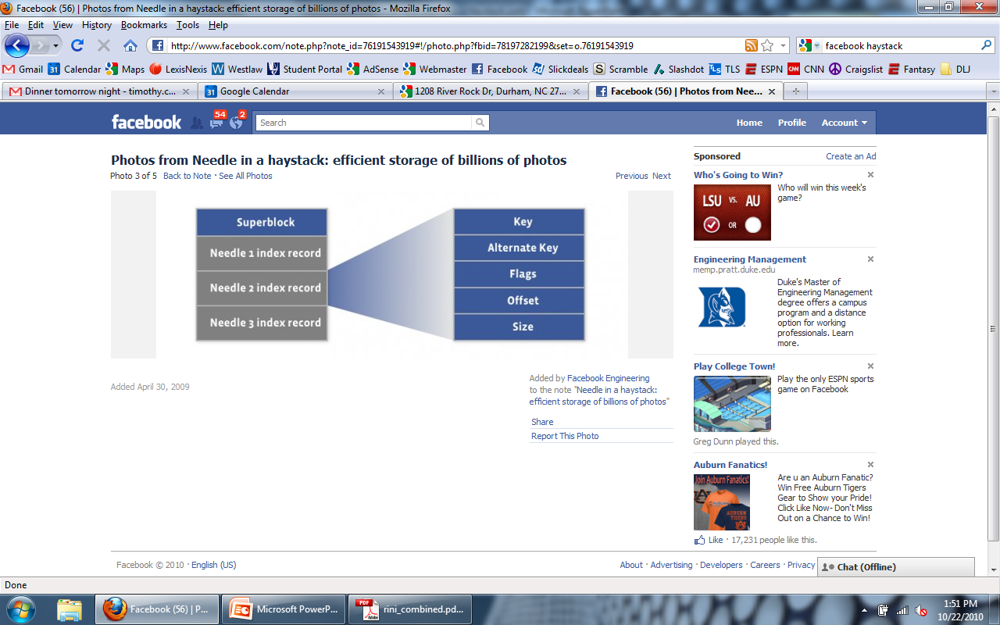 Facebook (56) | Photos from Needle in a haystack: efficient storage of billions of photos - Mozilla Firefox
File Edit View History Bookmarks Tools Help
http://www.facebook.com/note.php?note_id=76191543919#!/photo.php?fbid=78197282199&set=o.76191543919
facebook haystack
Gmail Calendar Maps LexisNexis Westlaw Student Portal AdSense Webmaster Facebook Slickdeals Scramble Slashdot TLS ESPN CNN Craigslist Fantasy DLJ
Dinner tomorrow night - timothy.c... Google Calendar 1208 River Rock Dr, Durham, NC 27... Facebook (56) | Photos from Nee...
facebook 54 2 Search Home Profile Account
Photos from Needle in a haystack: efficient storage of billions of photos
Photo 3 of 5 Back to Note · See All Photos Previous Next
Superblock
Needle 1 index record
Needle 2 index record
Needle 3 index record
Key
Alternate Key
Flags
Offset
Size
Added April 30, 2009
Added by Facebook Engineering
to the note "Needle in a haystack:
efficient storage of billions of photos"
Share
Report This Photo
Sponsored Create an Ad
Who's Going to Win?
LSU VS. AU
OR
Who will win this week's
game?
Engineering Management
memp.pratt.duke.edu
Duke's Master of
Engineering Management
degree offers a campus
program and a distance
option for working
professionals. Learn
more.
Play College Town!
Play the only ESPN sports
game on Facebook
Greg Dunn played this.
Auburn Fanatics!
Join Auburn Fanatics!
AUBURN
TIGERS
Are u an Auburn Fanatic?
Win Free Auburn Tigers
Gear to Show your Pride!
Click Like Now- Don't Miss
Out on a Chance to Win!
Like · 17,231 people like this.
Facebook © 2010 · English (US)
About · Advertising · Developers · Careers · Privacy
Chat (Offline)
Done
Facebook (56) | P... Microsoft PowerP... rini_combined.pd...
1:51 PM
10/22/2010